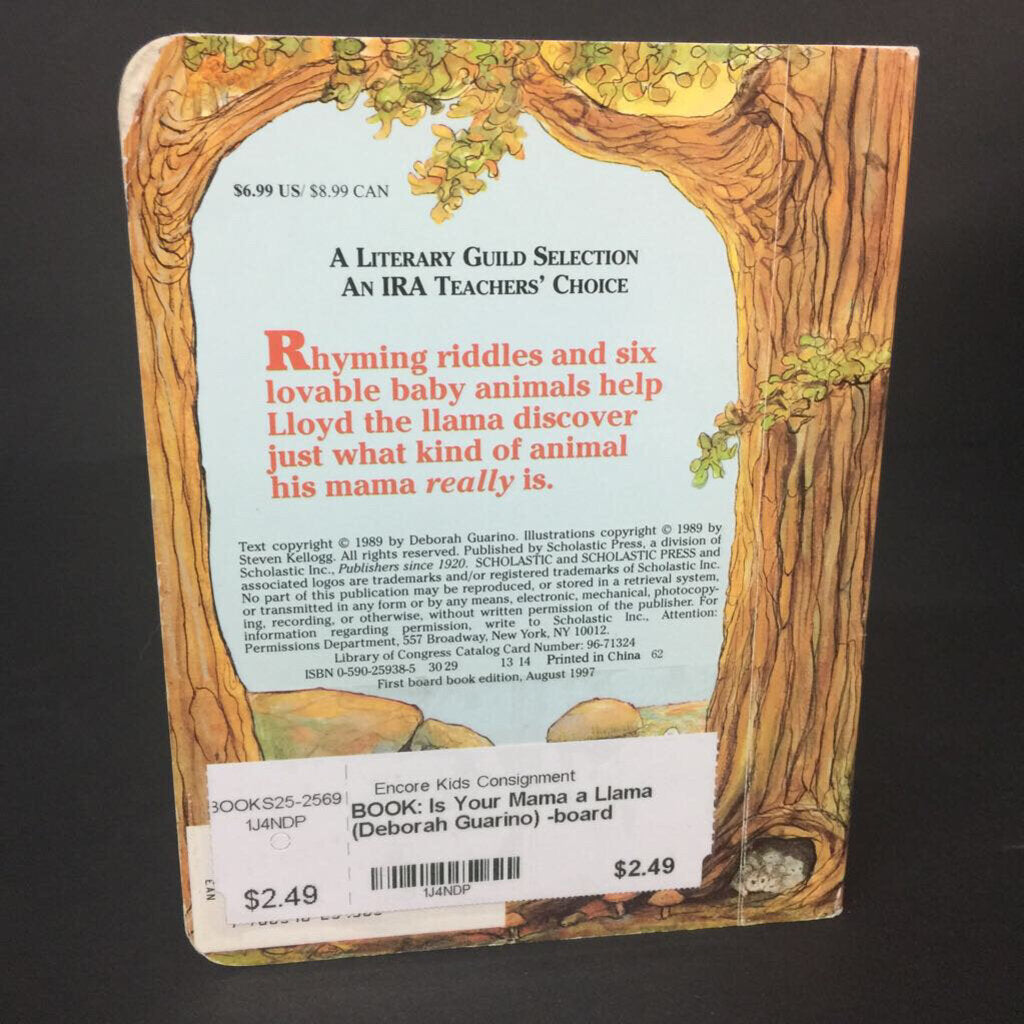 $6.99 US/ $8.99 CAN
A LITERARY GUILD SELECTION
AN IRA TEACHERS' CHOICE
Rhyming riddles and six
lovable baby animals help
Lloyd the llama discover
just what kind of animal
his mama really is.
Text copyright © 1989 by Deborah Guarino. Illustrations copyright © 1989 by
Steven Kellogg. All rights reserved. Published by Scholastic Press, a division of
Scholastic Inc., Publishers since 1920. SCHOLASTIC and SCHOLASTIC PRESS and
associated logos are trademarks and/or registered trademarks of Scholastic Inc.
No part of this publication may be reproduced, or stored in a retrieval system,
or transmitted in any form or by any means, electronic, mechanical, photocopy-
ing, recording, or otherwise, without written permission of the publisher. For
information regarding permission, write to Scholastic Inc., Attention:
Permissions Department, 557 Broadway, New York, NY 10012.
Library of Congress Catalog Card Number: 96-71324
ISBN 0-590-25938-5 30 29 13 14 Printed in China 62
First board book edition, August 1997
BOOKS25-2569
1J4NDP
$2.49
Encore Kids Consignment
BOOK: Is Your Mama a Llama
(Deborah Guarino) -board
1J4NDP
$2.49
EAN